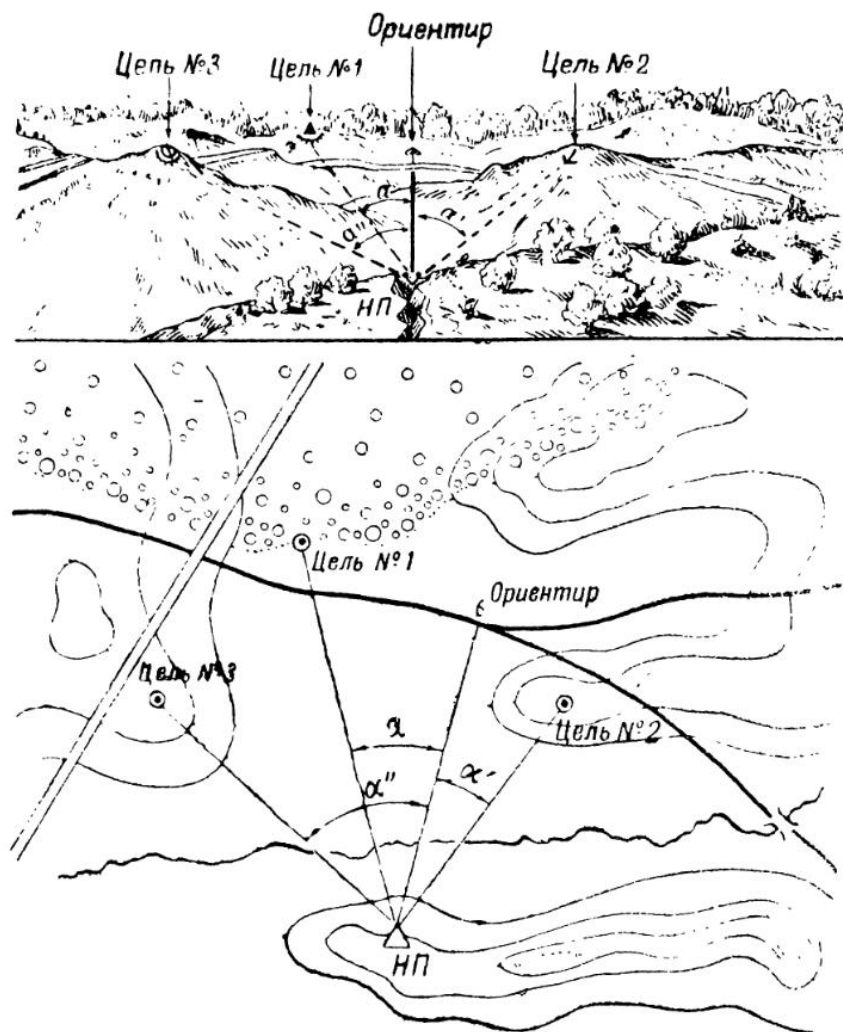 Ориентир
Цель №3
Цель №1
Цель №2
α
α"
α
НП
Цель №1
Ориентир
Цель №3
Цель №2
α
α'
α"
НП